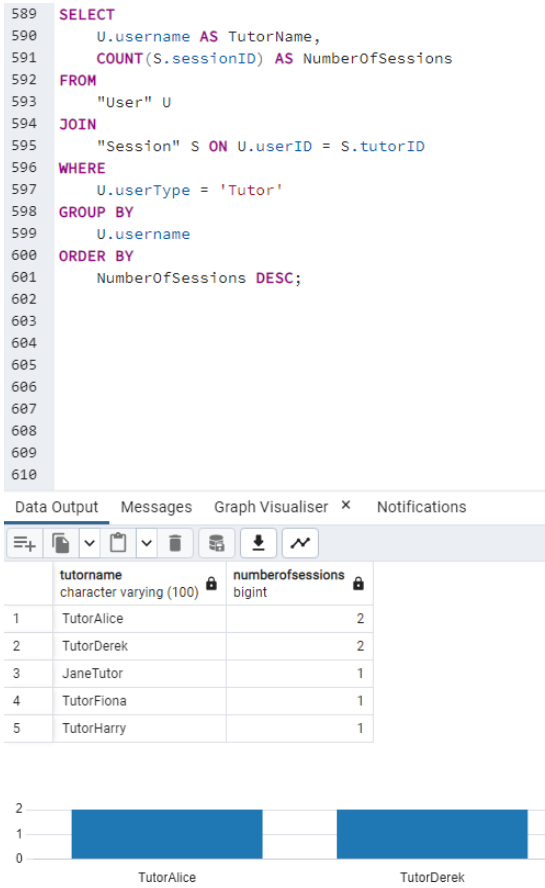 589 SELECT
590 U.username AS TutorName,
591 COUNT(S.sessionID) AS NumberOfSessions
592 FROM
593 "User" U
594 JOIN
595 "Session" S ON U.userID = S.tutorID
596 WHERE
597 U.userType = 'Tutor'
598 GROUP BY
599 U.username
600 ORDER BY
601 NumberOfSessions DESC;
602
603
604
605
606
607
608
609
610
Data Output Messages Graph Visualiser × Notifications
tutorname numberofsessions
character varying (100) bigint
1 TutorAlice 2
2 TutorDerek 2
3 JaneTutor 1
4 TutorFiona 1
5 TutorHarry 1
2
1
0
TutorAlice TutorDerek